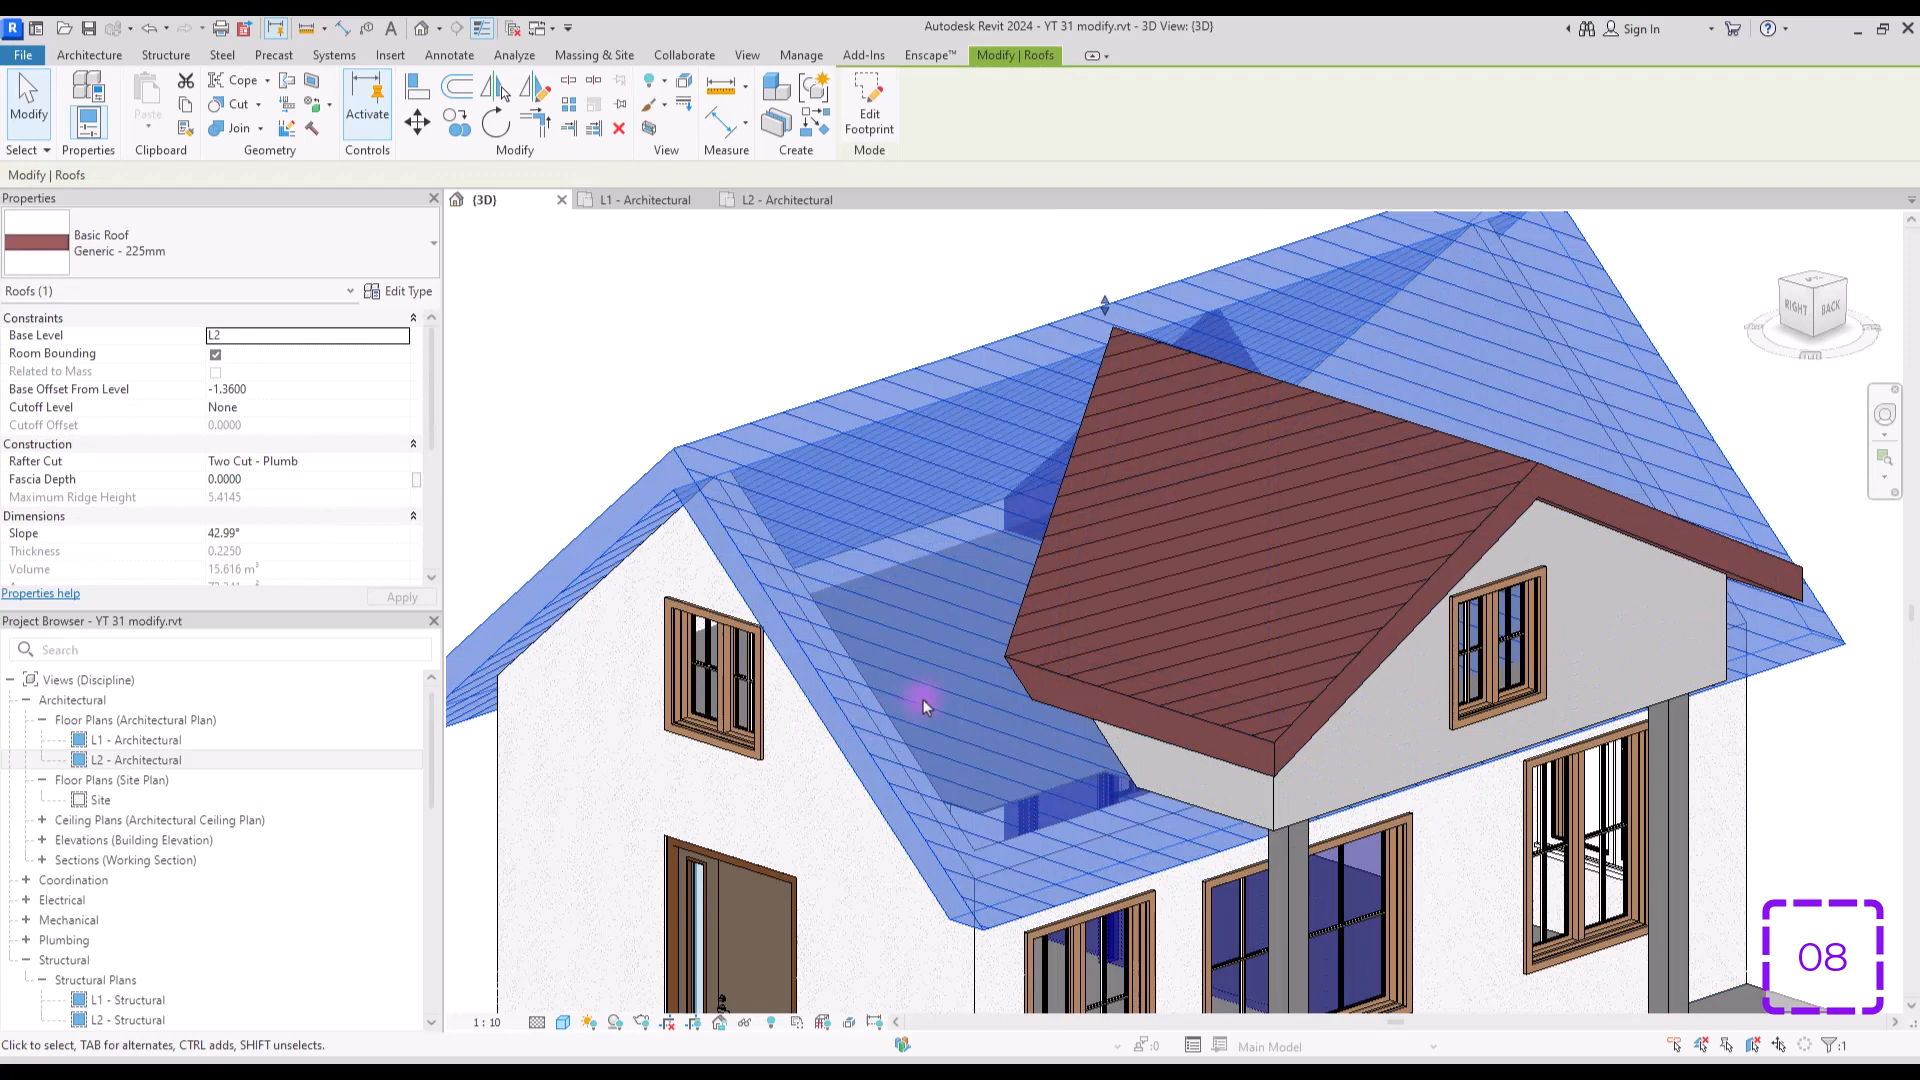 Autodesk Revit 2024 - YT 31 modify.rvt - 3D View: {3D}
Sign In
File Architecture Structure Steel Precast Systems Insert Annotate Analyze Massing & Site Collaborate View Manage Add-Ins Enscape™ Modify | Roofs
Modify
Paste
Cope
Cut
Join
Activate
Edit
Footprint
Select Properties Clipboard Geometry Controls Modify View Measure Create Mode
Modify | Roofs
Properties
{3D} L1 - Architectural L2 - Architectural
Basic Roof
Generic - 225mm
Roofs (1) Edit Type
Constraints
Base Level L2
Room Bounding
Related to Mass
Base Offset From Level -1.3600
Cutoff Level None
Cutoff Offset 0.0000
Construction
Rafter Cut Two Cut - Plumb
Fascia Depth 0.0000
Maximum Ridge Height 5.4145
Dimensions
Slope 42.99°
Thickness 0.2250
Volume 15.616 m³
Properties help Apply
Project Browser - YT 31 modify.rvt
Search
Views (Discipline)
Architectural
Floor Plans (Architectural Plan)
L1 - Architectural
L2 - Architectural
Floor Plans (Site Plan)
Site
Ceiling Plans (Architectural Ceiling Plan)
Elevations (Building Elevation)
Sections (Working Section)
Coordination
Electrical
Mechanical
Plumbing
Structural
Structural Plans
L1 - Structural
L2 - Structural
RIGHT BACK
08
1 : 10
Click to select, TAB for alternates, CTRL adds, SHIFT unselects.
:0 Main Model :1